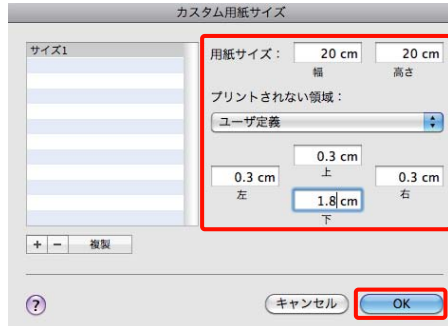 カスタム用紙サイズ
サイズ1
用紙サイズ： 20 cm 20 cm
幅 高さ
プリントされない領域：
ユーザ定義
0.3 cm
上
0.3 cm 0.3 cm
左 右
1.8 cm
下
+ − 複製
? キャンセル OK